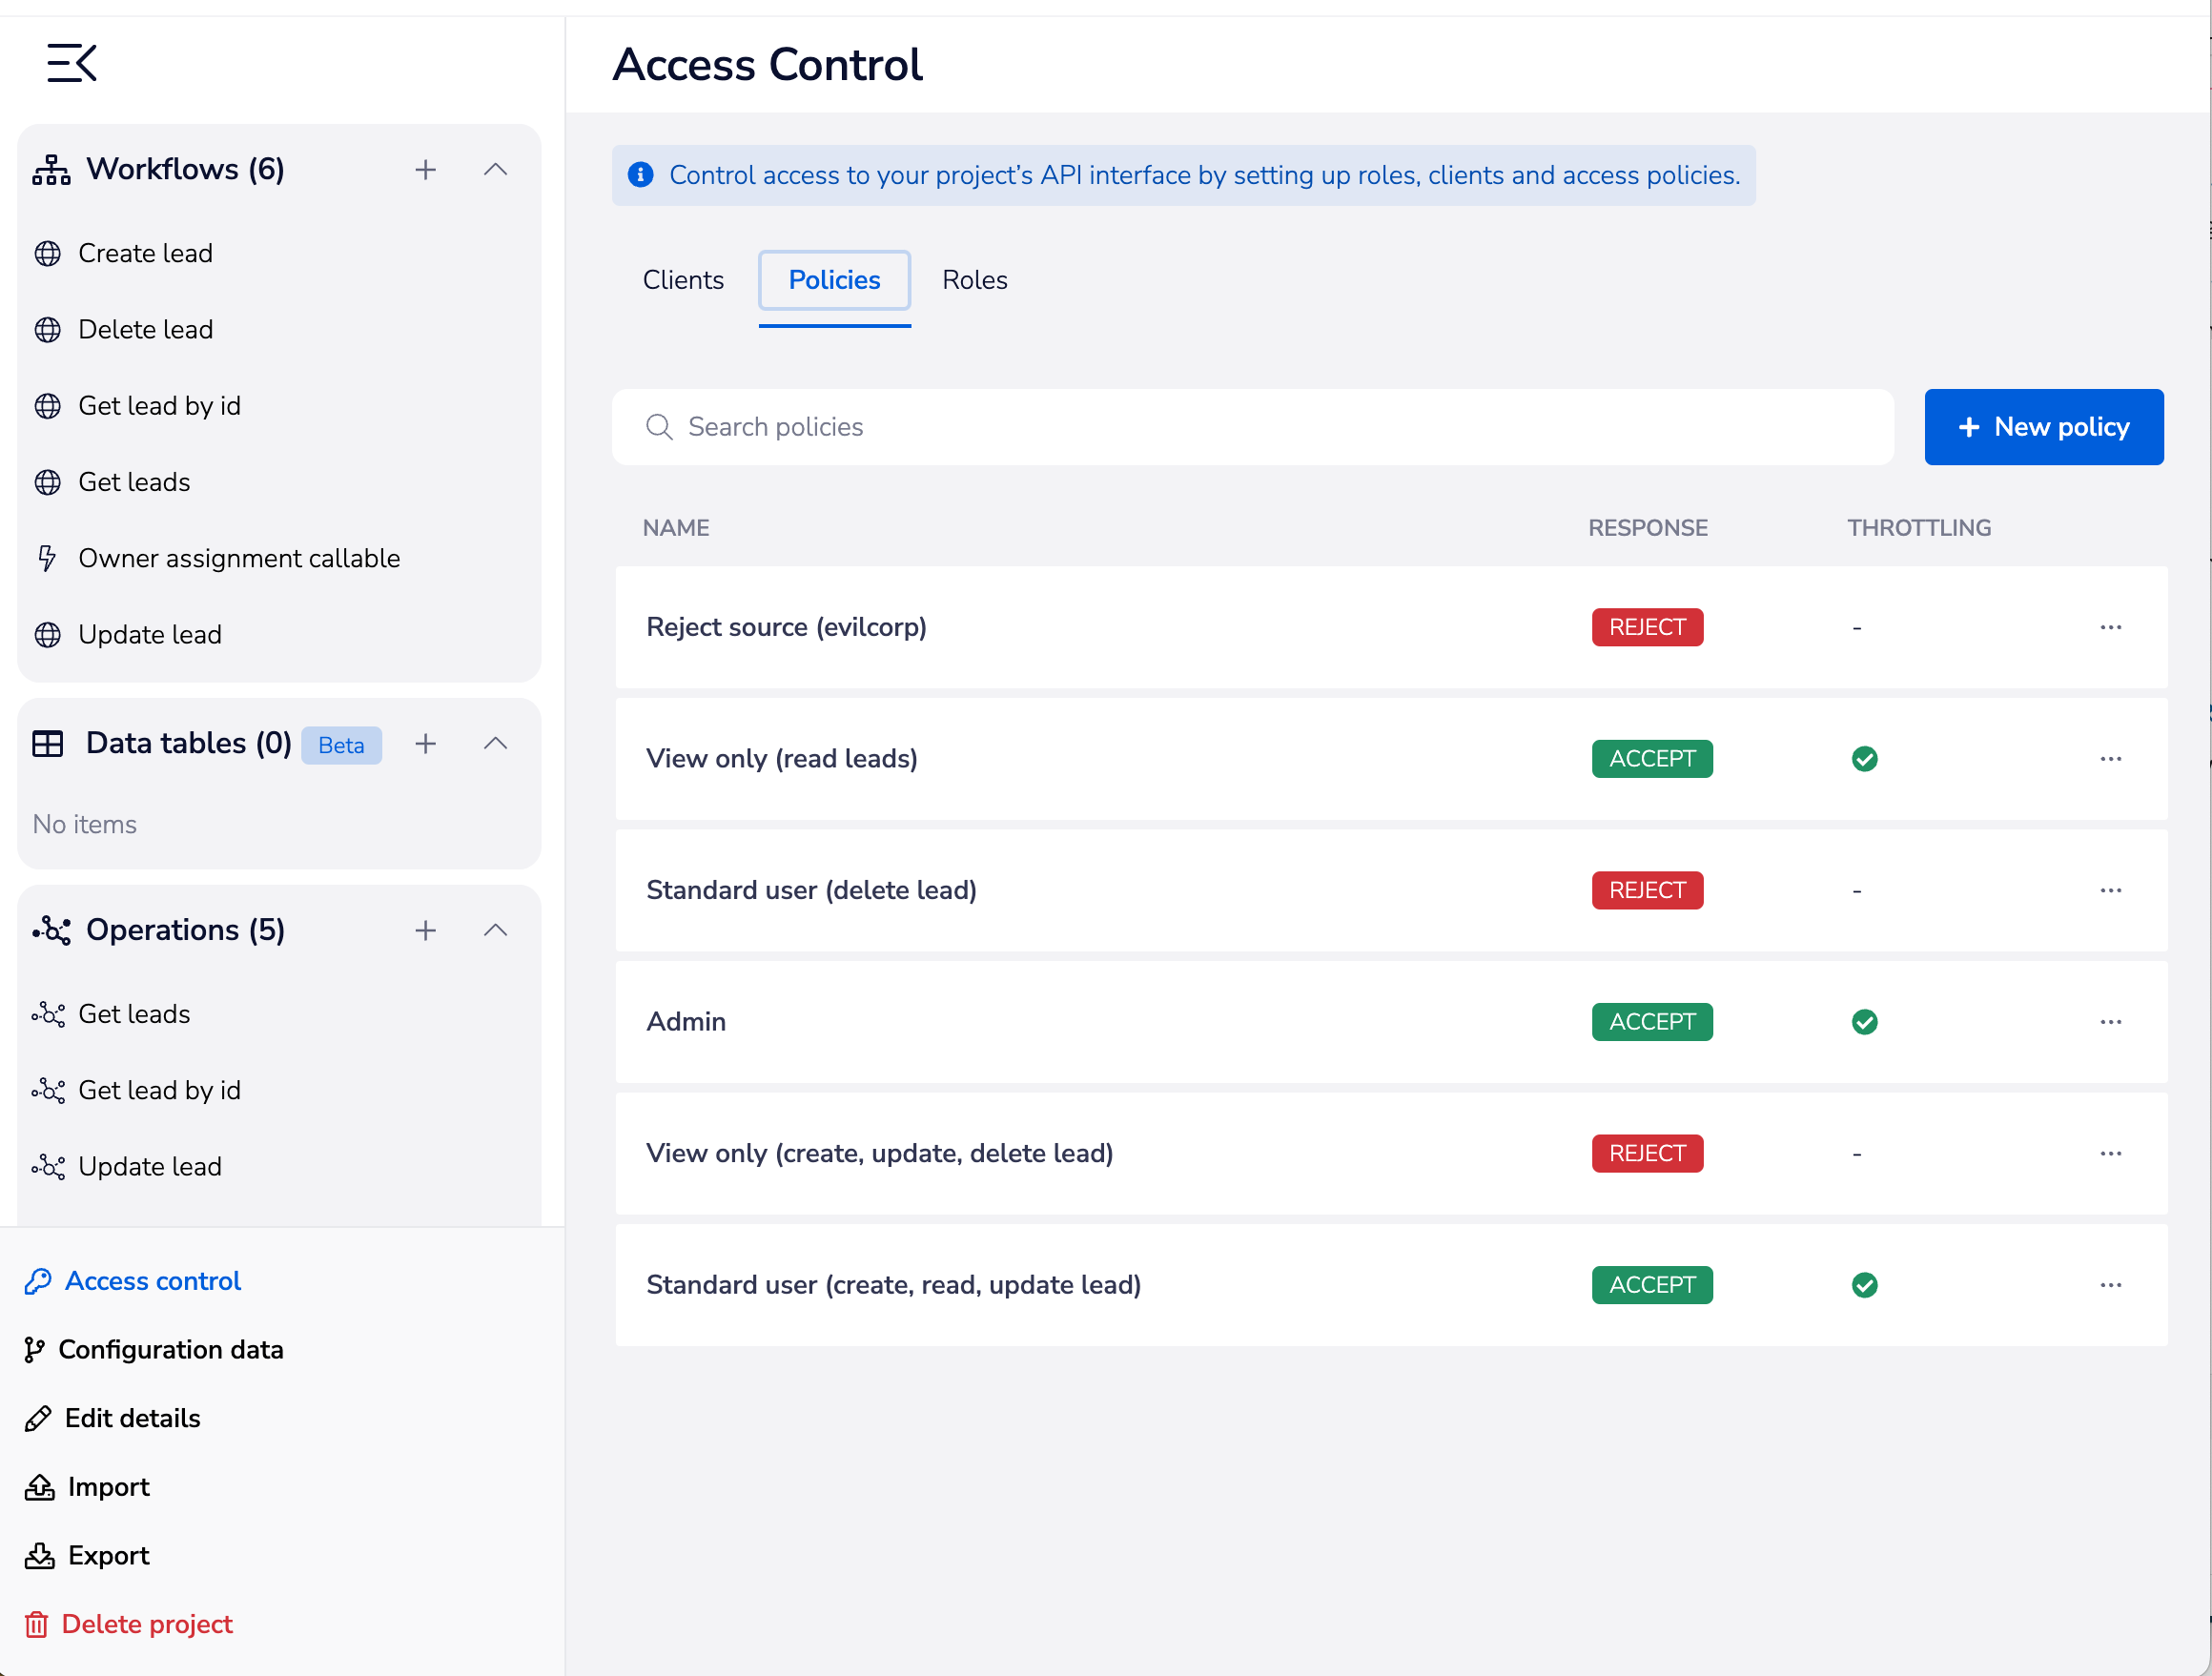 Workflows (6)
Create lead
Delete lead
Get lead by id
Get leads
Owner assignment callable
Update lead
Data tables (0) Beta
No items
Operations (5)
Get leads
Get lead by id
Update lead
Access control
Configuration data
Edit details
Import
Export
Delete project
Access Control
Control access to your project’s API interface by setting up roles, clients and access policies.
Clients Policies Roles
Search policies
+ New policy
NAME RESPONSE THROTTLING
Reject source (evilcorp) REJECT -
View only (read leads) ACCEPT
Standard user (delete lead) REJECT -
Admin ACCEPT
View only (create, update, delete lead) REJECT -
Standard user (create, read, update lead) ACCEPT